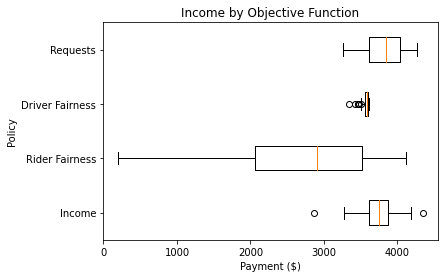 Income by Objective Function
Requests
Driver Fairness
Rider Fairness
Income
Policy
0 1000 2000 3000 4000
Payment ($)